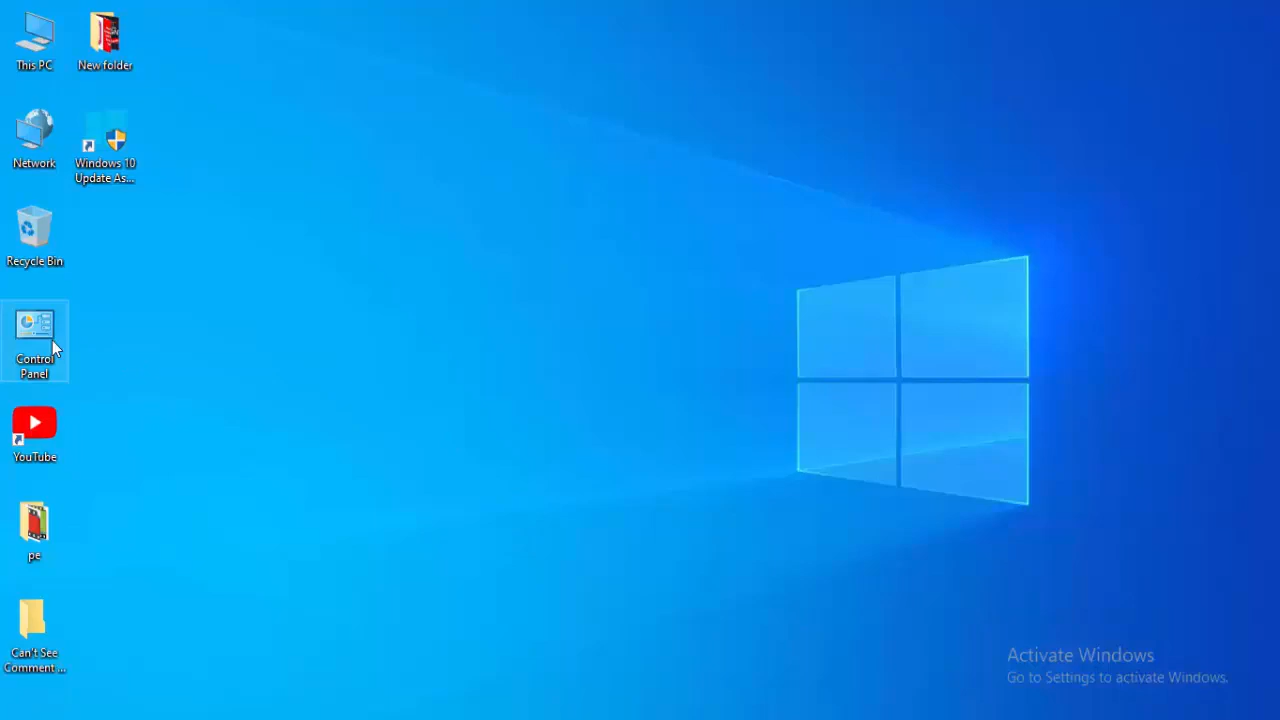 This PC
New folder
Network
Windows 10
Update As...
Recycle Bin
Control
Panel
YouTube
pe
Can't See
Comment ...
Activate Windows
Go to Settings to activate Windows.